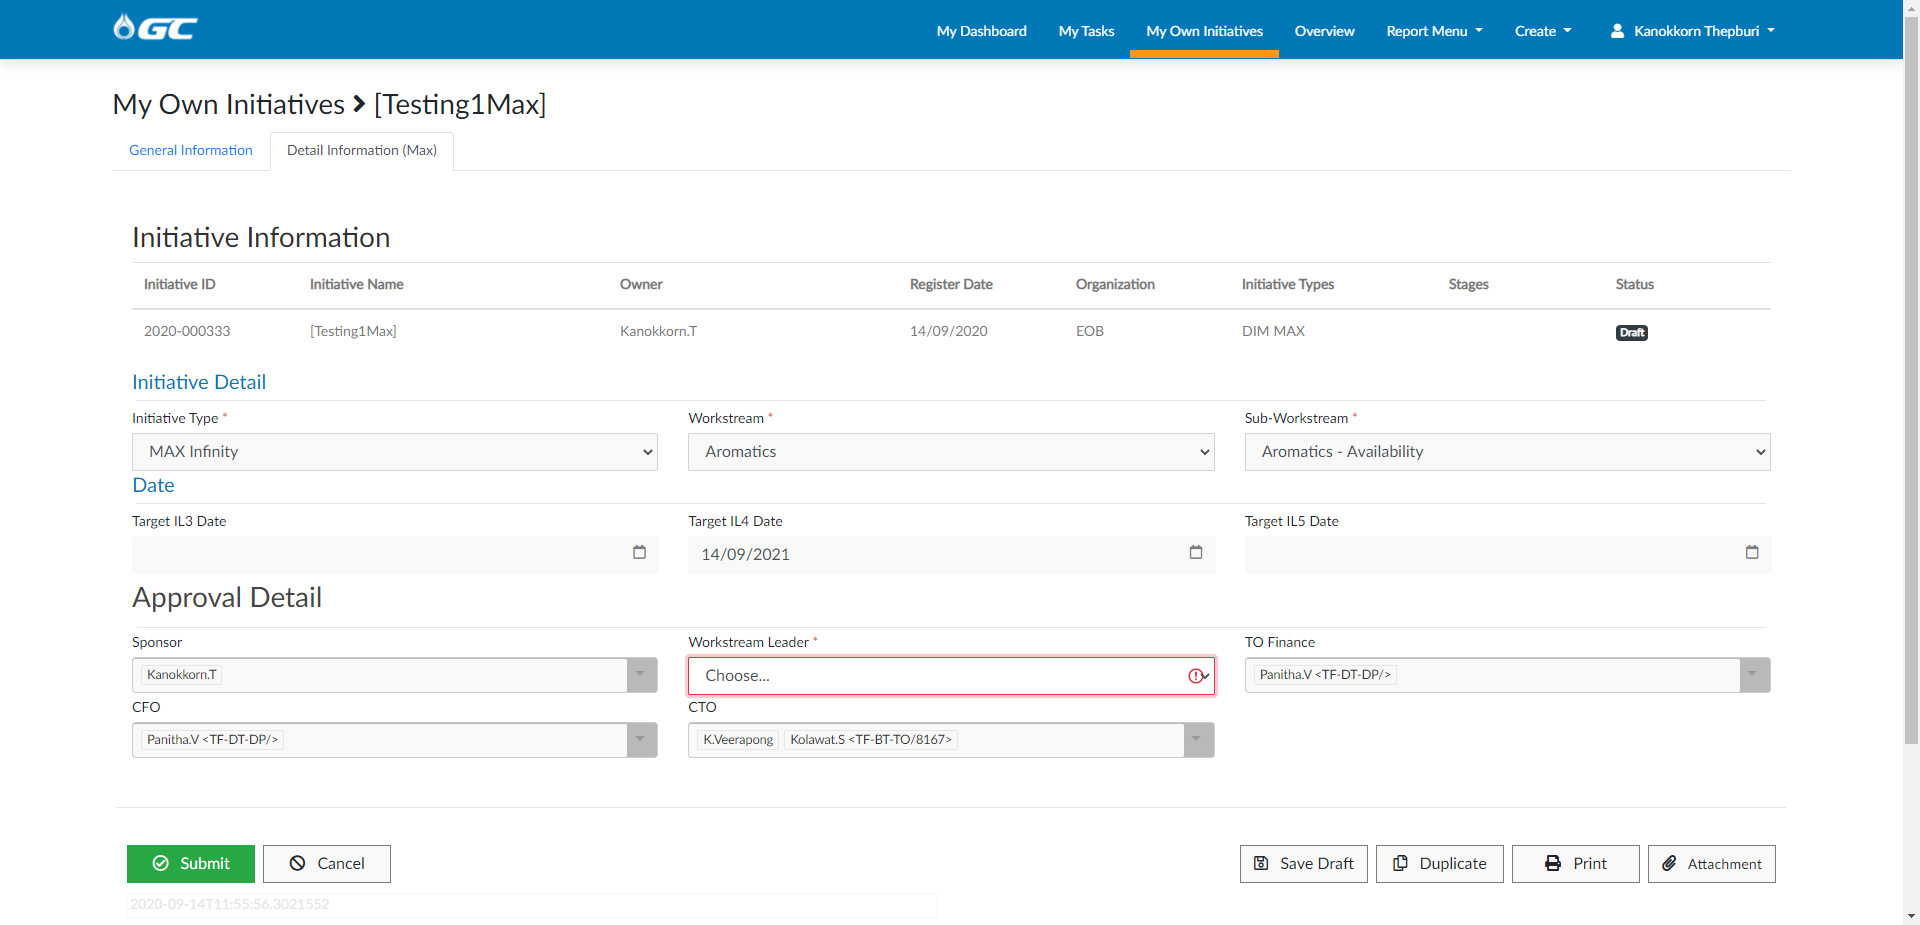 GC
My Dashboard My Tasks My Own Initiatives Overview Report Menu Create Kanokkorn Thepburi
My Own Initiatives > [Testing1Max]
General Information Detail Information (Max)
Initiative Information
Initiative ID Initiative Name Owner Register Date Organization Initiative Types Stages Status
2020-000333 [Testing1Max] Kanokkorn.T 14/09/2020 EOB DIM MAX Draft
Initiative Detail
Initiative Type * Workstream * Sub-Workstream *
MAX Infinity Aromatics Aromatics - Availability
Date
Target IL3 Date Target IL4 Date Target IL5 Date
14/09/2021
Approval Detail
Sponsor Workstream Leader * TO Finance
Kanokkorn.T Choose... Panitha.V <TF-DT-DP/>
CFO CTO
Panitha.V <TF-DT-DP/> K.Veerapong Kolawat.S <TF-BT-TO/8167>
Submit Cancel Save Draft Duplicate Print Attachment
2020-09-14T11:55:56.3021552